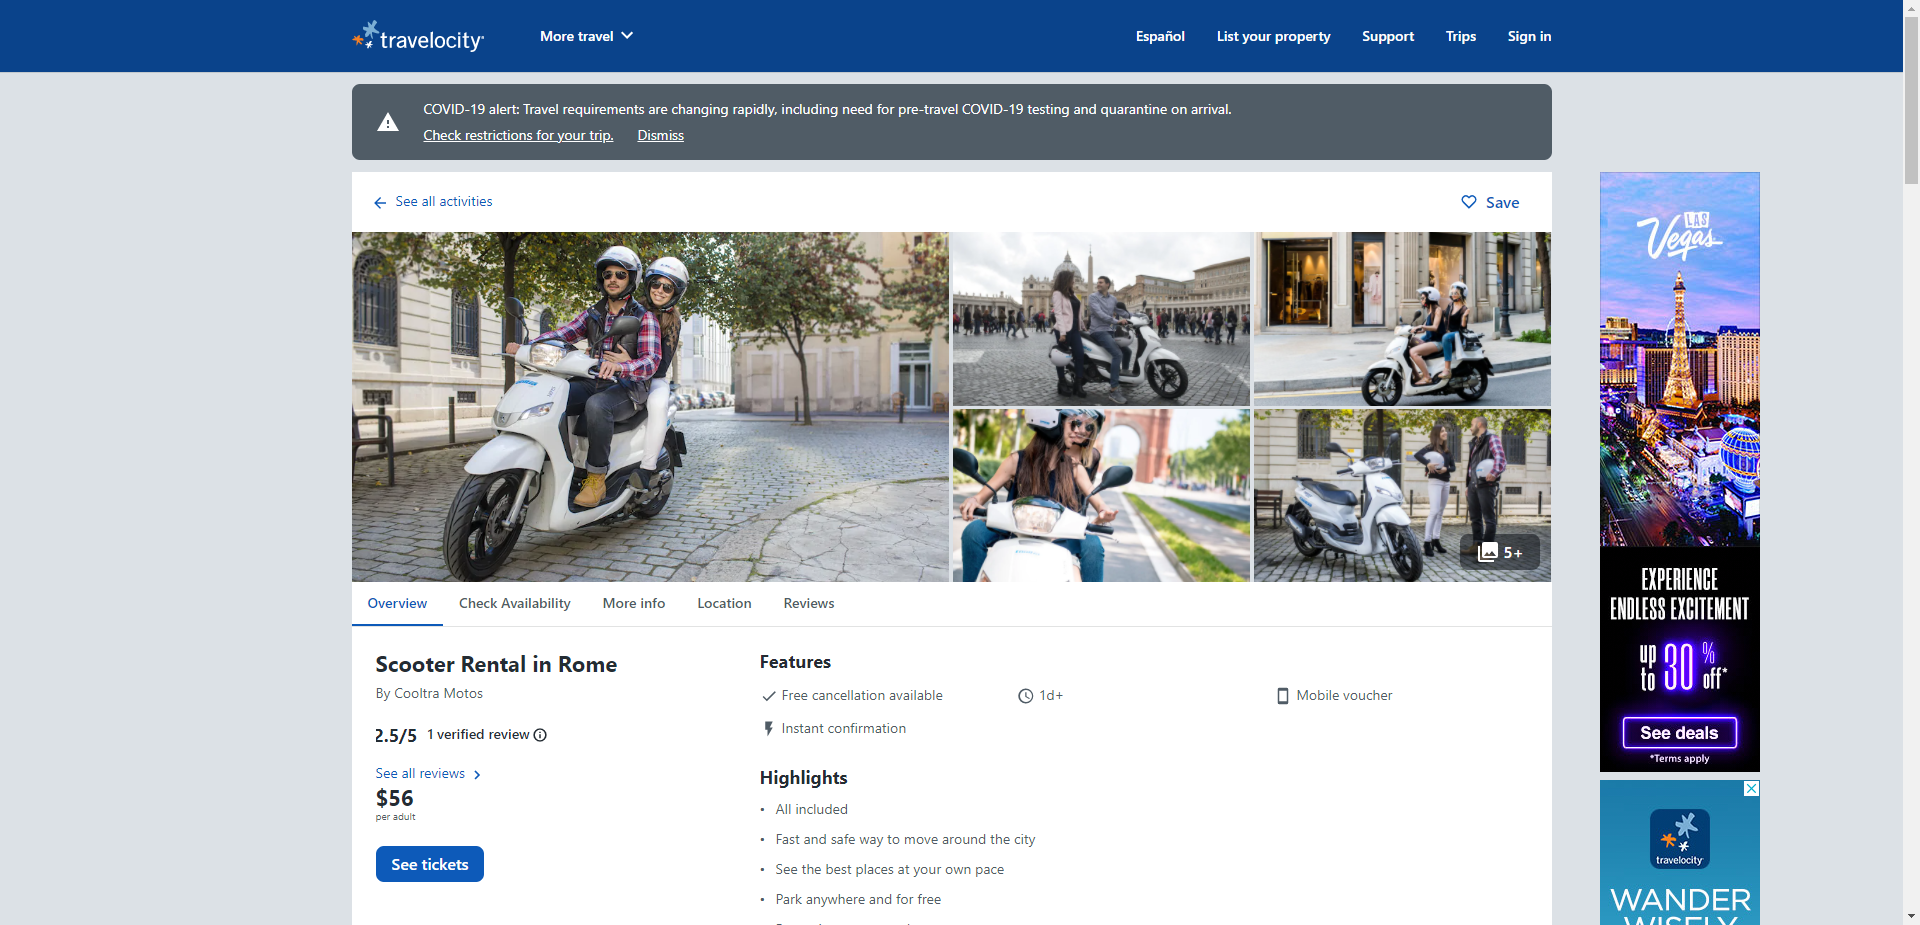 travelocity
More travel
Español
List your property
Support
Trips
Sign in
COVID-19 alert: Travel requirements are changing rapidly, including need for pre-travel COVID-19 testing and quarantine on arrival.
Check restrictions for your trip.
Dismiss
See all activities
Save
5+
Overview
Check Availability
More info
Location
Reviews
Scooter Rental in Rome
By Cooltra Motos
2.5/5
1 verified review
See all reviews
$56
per adult
See tickets
Features
Free cancellation available
1d+
Mobile voucher
Instant confirmation
Highlights
• All included
• Fast and safe way to move around the city
• See the best places at your own pace
• Park anywhere and for free
LAS
Vegas
EXPERIENCE
ENDLESS EXCITEMENT
up to 30% off*
See deals
*Terms apply
travelocity
WANDER
WISELY